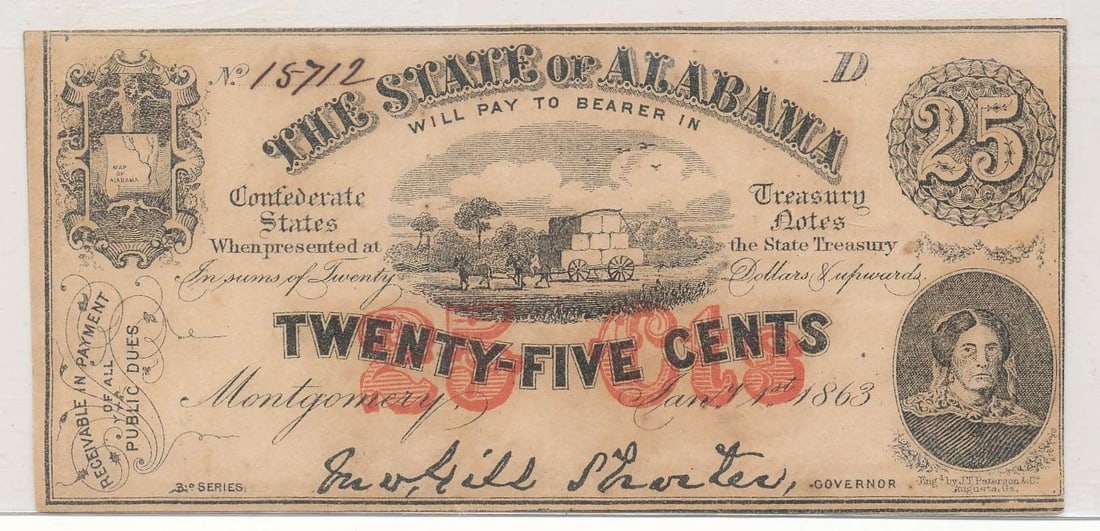 No 15712
D
THE STATE OF ALABAMA
WILL PAY TO BEARER IN
25
MAP
OF
ALABAMA
Confederate
States
Treasury
Notes
When presented at
the State Treasury
In sums of Twenty
Dollars, & upwards.
25 Cts
TWENTY-FIVE CENTS
Montgomery,
Jany. 1st. 1863
RECEIVABLE IN PAYMENT
OF ALL
PUBLIC DUES
3RD SERIES.
Jno. Gill Shorter,
GOVERNOR
Engd. by J.T. Paterson & Co.
Augusta, Ga.